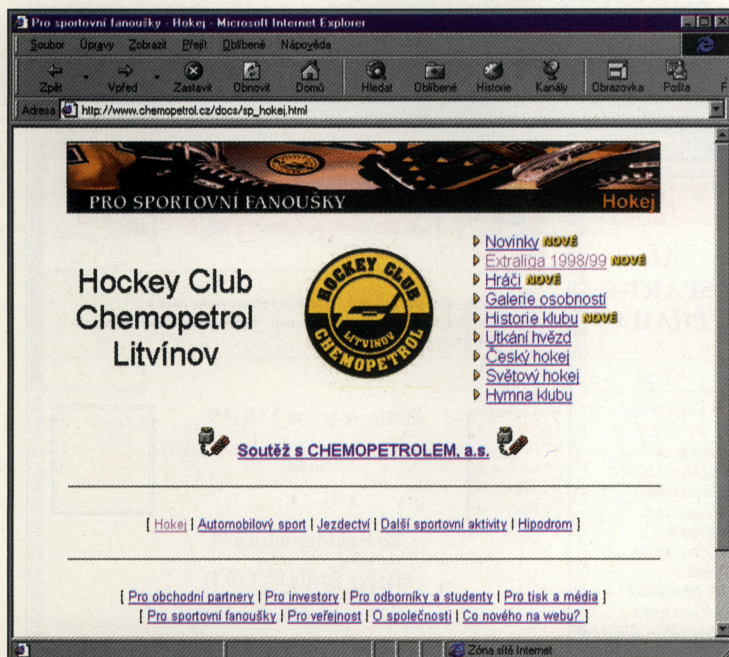 Pro sportovní fanoušky - Hokej - Microsoft Internet Explorer
Soubor Úpravy Zobrazit Přejít Oblíbené Nápověda
Zpět Vpřed Zastavit Obnovit Domů Hledat Oblíbené Historie Kanály Obrazovka Pošta F
Adresa http://www.chemopetrol.cz/docs/sp_hokej.html
PRO SPORTOVNÍ FANOUŠKY Hokej
Hockey Club
Chemopetrol
Litvínov
HOCKEY CLUB
LITVÍNOV
CHEMOPETROL
Novinky NOVÉ
Extraliga 1998/99 NOVÉ
Hráči NOVÉ
Galerie osobností
Historie klubu NOVÉ
Utkání hvězd
Český hokej
Světový hokej
Hymna klubu
Soutěž s CHEMOPETROLEM, a.s.
[ Hokej | Automobilový sport | Jezdectví | Další sportovní aktivity | Hipodrom ]
[ Pro obchodní partnery | Pro investory | Pro odborníky a studenty | Pro tisk a média ]
[ Pro sportovní fanoušky | Pro veřejnost | O společnosti | Co nového na webu? ]
Zóna sítě Internet